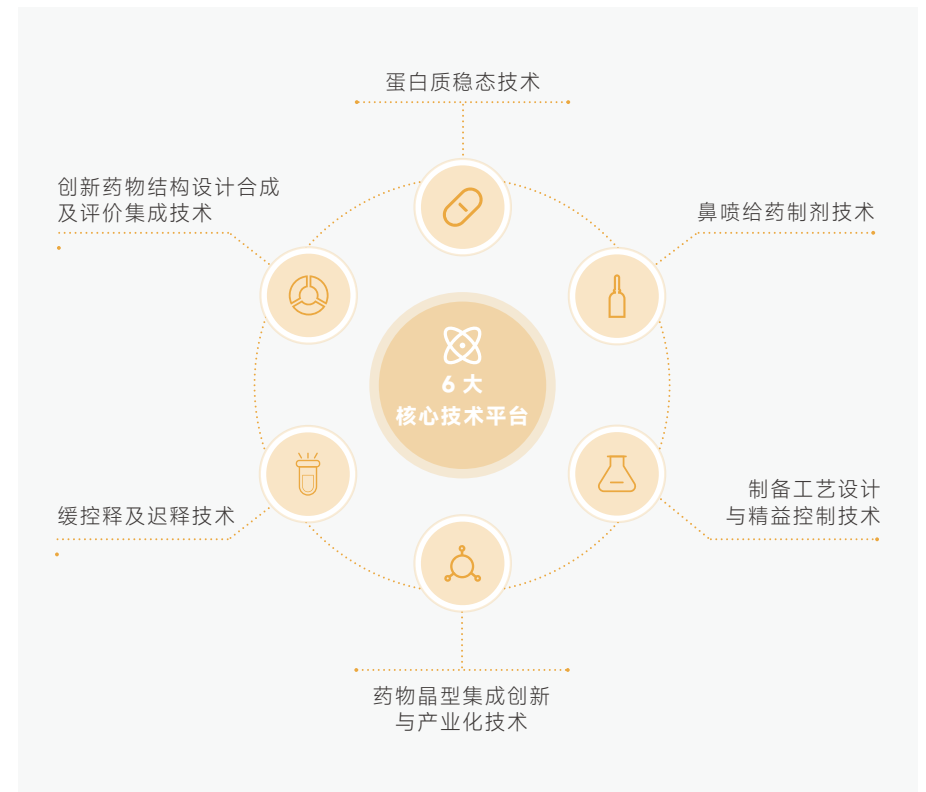 蛋白质稳态技术
创新药物结构设计合成
及评价集成技术
鼻喷给药制剂技术
6 大
核心技术平台
制备工艺设计
与精益控制技术
缓控释及迟释技术
药物晶型集成创新
与产业化技术